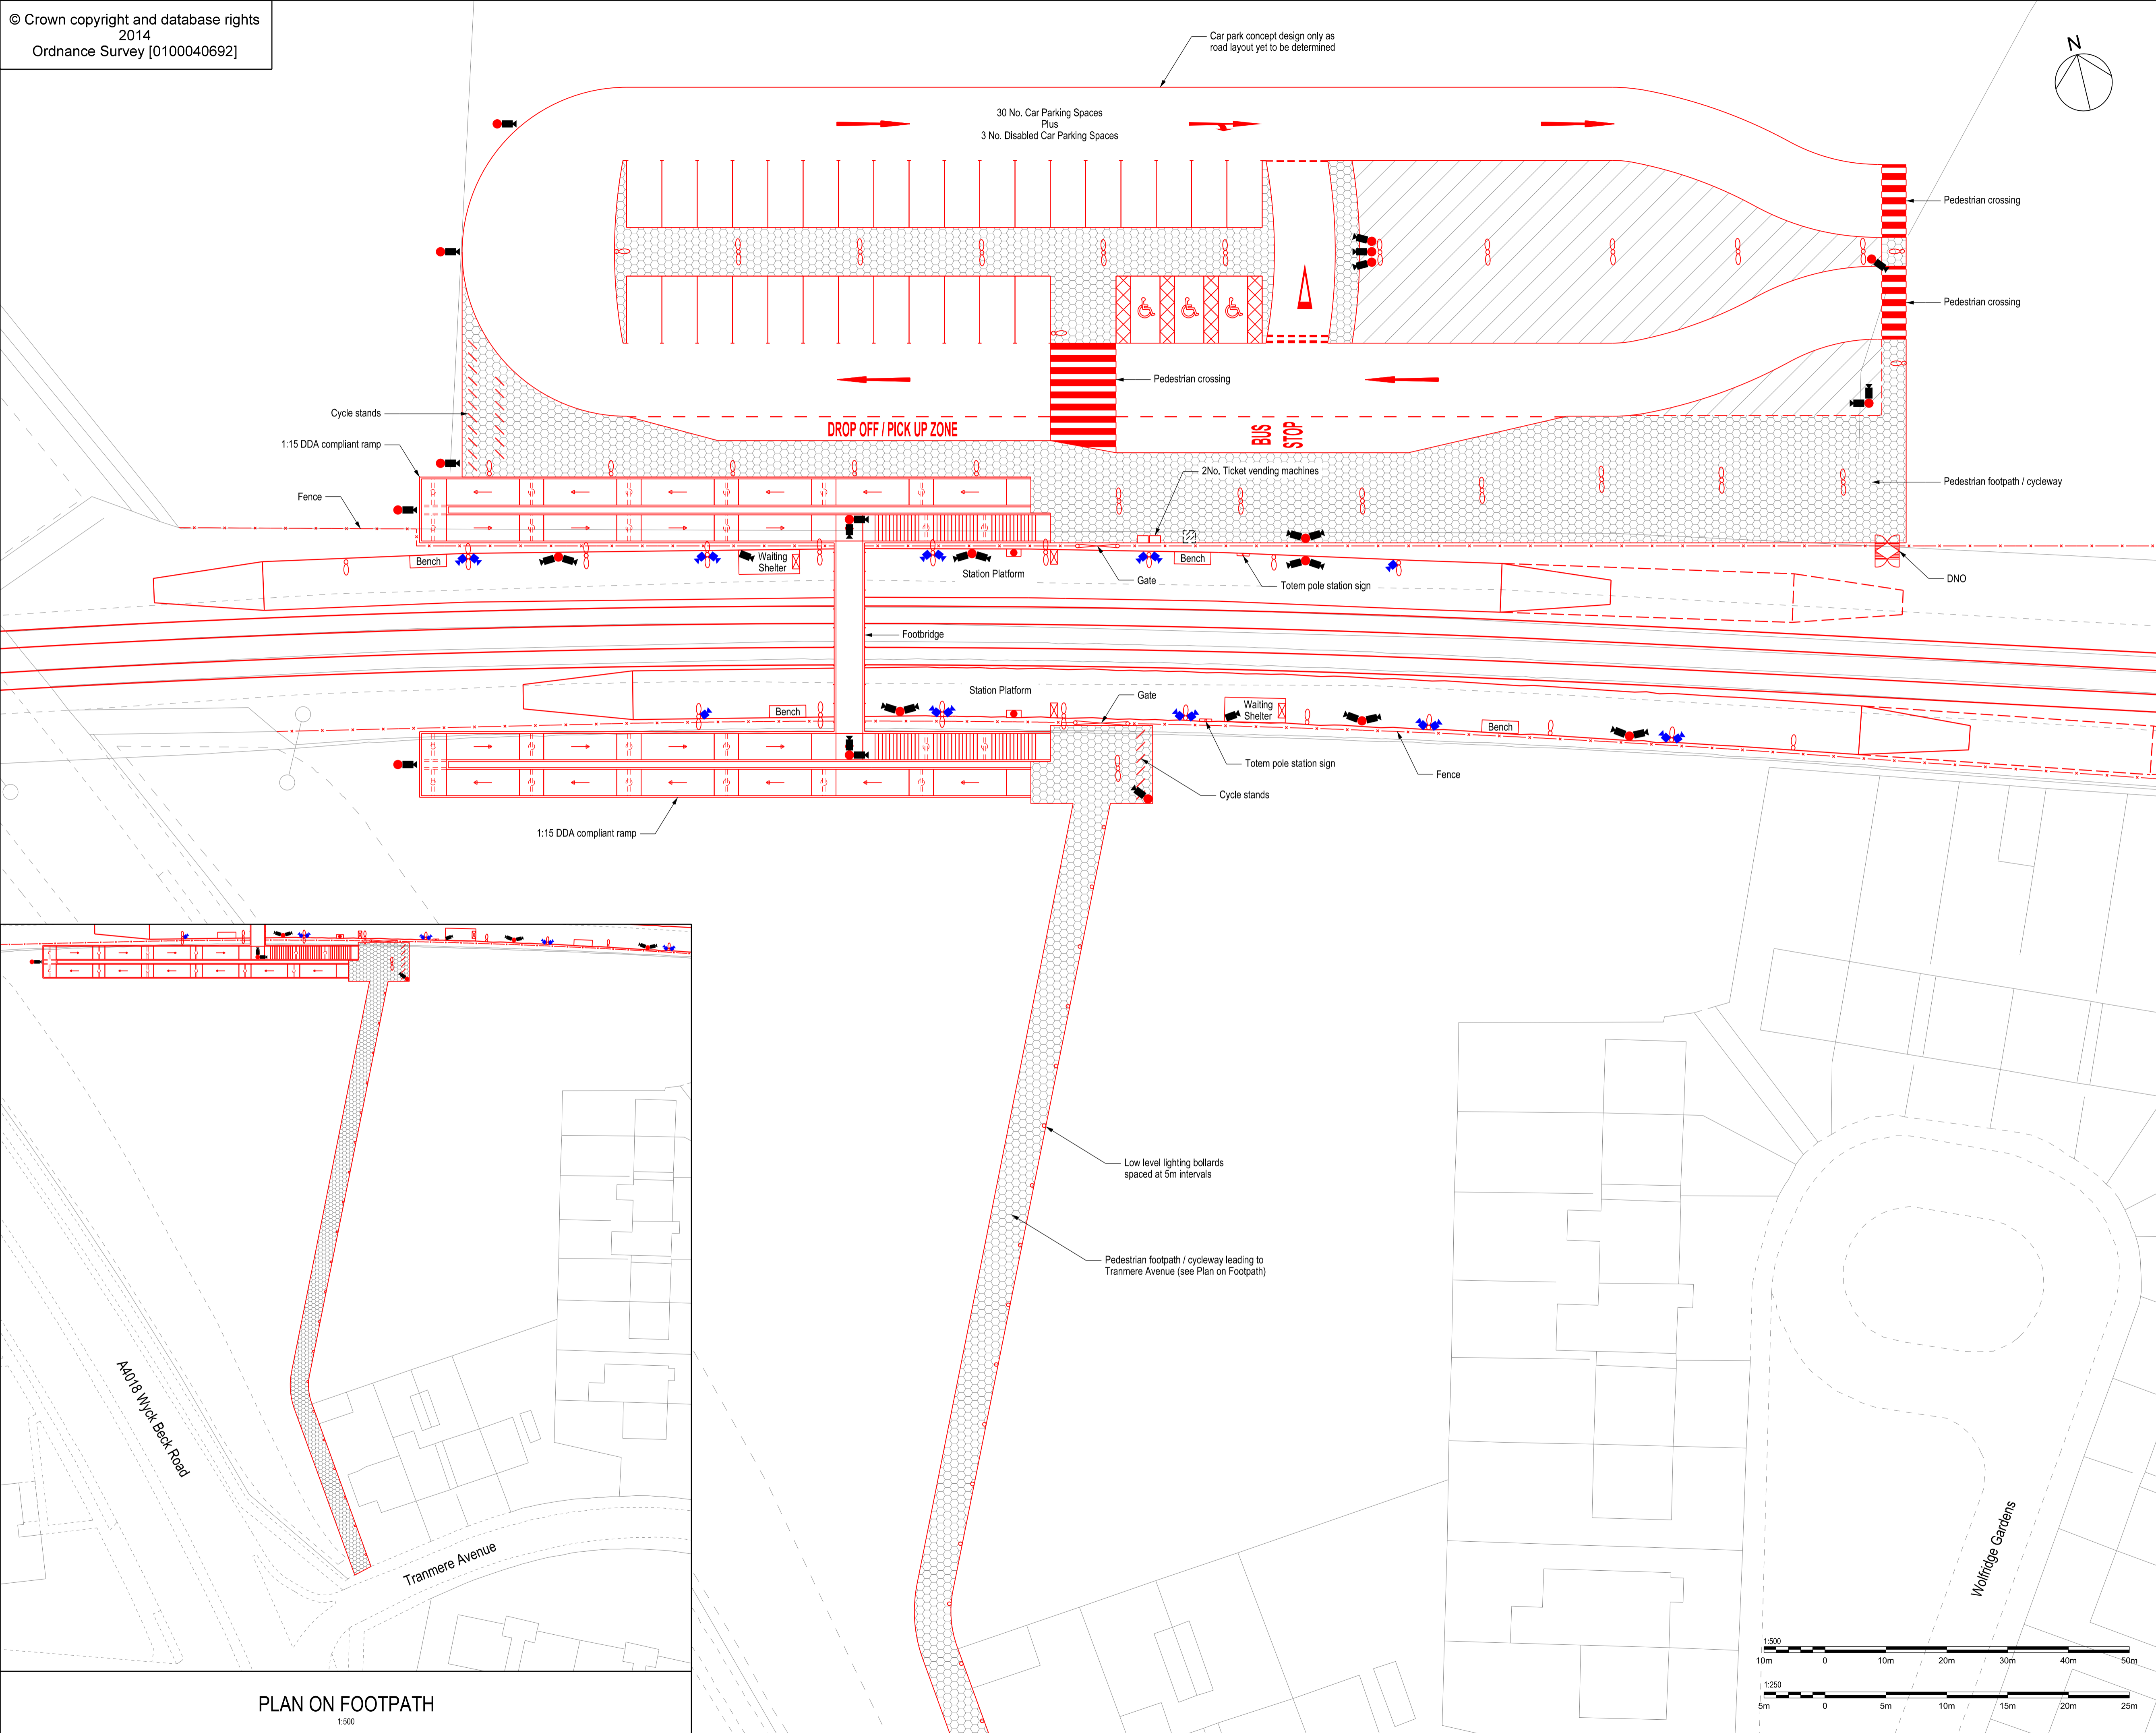 © Crown copyright and database rights
2014
Ordnance Survey [0100040692]
Car park concept design only as
road layout yet to be determined
N
30 No. Car Parking Spaces
Plus
3 No. Disabled Car Parking Spaces
Pedestrian crossing
Pedestrian crossing
Pedestrian crossing
Cycle stands
DROP OFF / PICK UP ZONE
BUS
STOP
1:15 DDA compliant ramp
2No. Ticket vending machines
Pedestrian footpath / cycleway
Fence
Bench
Waiting
Shelter
Station Platform
Bench
Gate
Totem pole station sign
DNO
Footbridge
Station Platform
Gate
Bench
Waiting
Shelter
Bench
Totem pole station sign
Fence
Cycle stands
1:15 DDA compliant ramp
Low level lighting bollards
spaced at 5m intervals
Pedestrian footpath / cycleway leading to
Tranmere Avenue (see Plan on Footpath)
A4018 Wyck Beck Road
Tranmere Avenue
Wolfridge Gardens
PLAN ON FOOTPATH
1:500
1:500
10m 0 10m 20m 30m 40m 50m
1:250
5m 0 5m 10m 15m 20m 25m